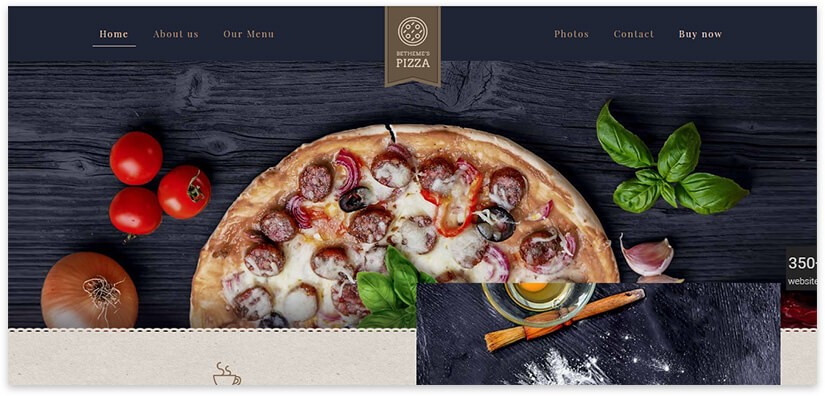 Home About us Our Menu
BETHEME'S
PIZZA
Photos Contact Buy now
350+
website